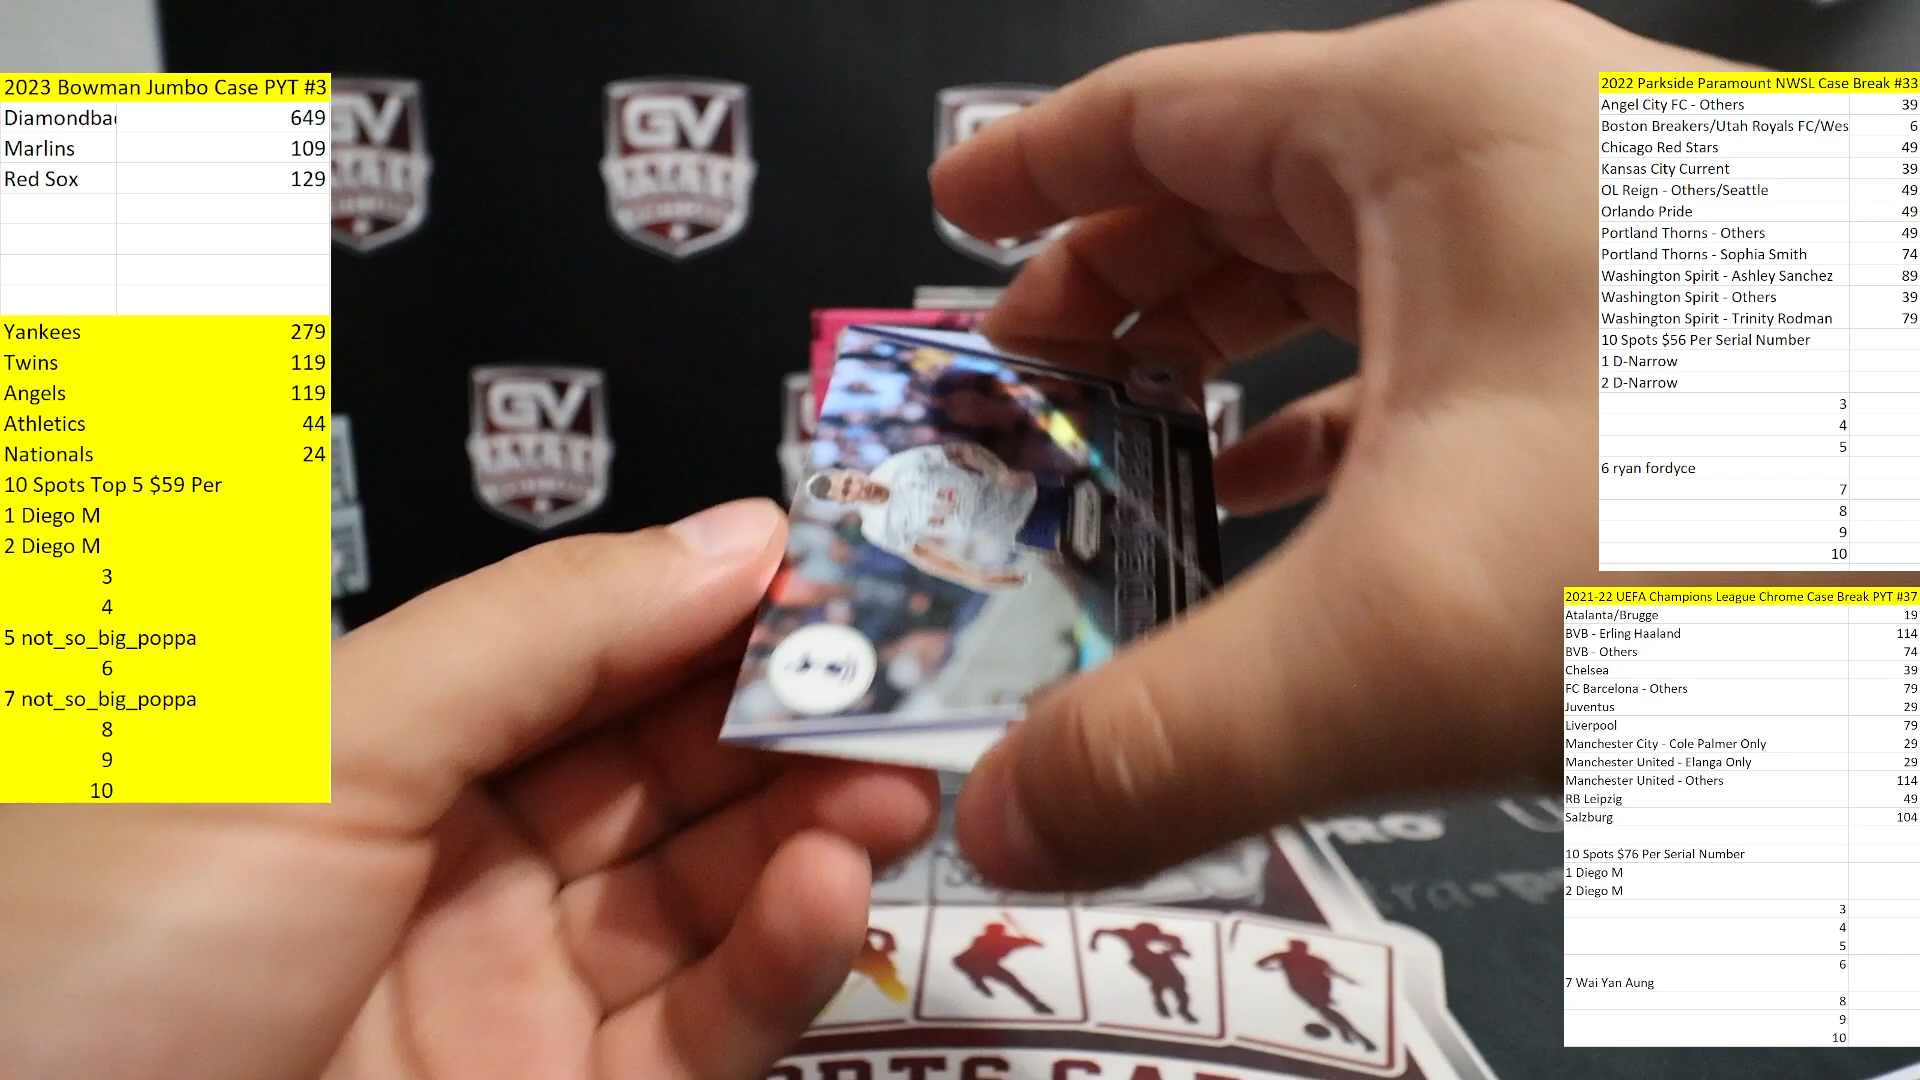 2023 Bowman Jumbo Case PYT #3
Diamondba 649
Marlins 109
Red Sox 129
Yankees 279
Twins 119
Angels 119
Athletics 44
Nationals 24
10 Spots Top 5 $59 Per
1 Diego M
2 Diego M
3
4
5 not_so_big_poppa
6
7 not_so_big_poppa
8
9
10
GV
GV
GV
GV
2022 Parkside Paramount NWSL Case Break #33
Angel City FC - Others 39
Boston Breakers/Utah Royals FC/Wes 6
Chicago Red Stars 49
Kansas City Current 39
OL Reign - Others/Seattle 49
Orlando Pride 49
Portland Thorns - Others 49
Portland Thorns - Sophia Smith 74
Washington Spirit - Ashley Sanchez 89
Washington Spirit - Others 39
Washington Spirit - Trinity Rodman 79
10 Spots $56 Per Serial Number
1 D-Narrow
2 D-Narrow
3
4
5
6 ryan fordyce
7
8
9
10
2021-22 UEFA Champions League Chrome Case Break PYT #37
Atalanta/Brugge 19
BVB - Erling Haaland 114
BVB - Others 74
Chelsea 39
FC Barcelona - Others 79
Juventus 29
Liverpool 79
Manchester City - Cole Palmer Only 29
Manchester United - Elanga Only 29
Manchester United - Others 114
RB Leipzig 49
Salzburg 104
10 Spots $76 Per Serial Number
1 Diego M
2 Diego M
3
4
5
6
7 Wai Yan Aung
8
9
10